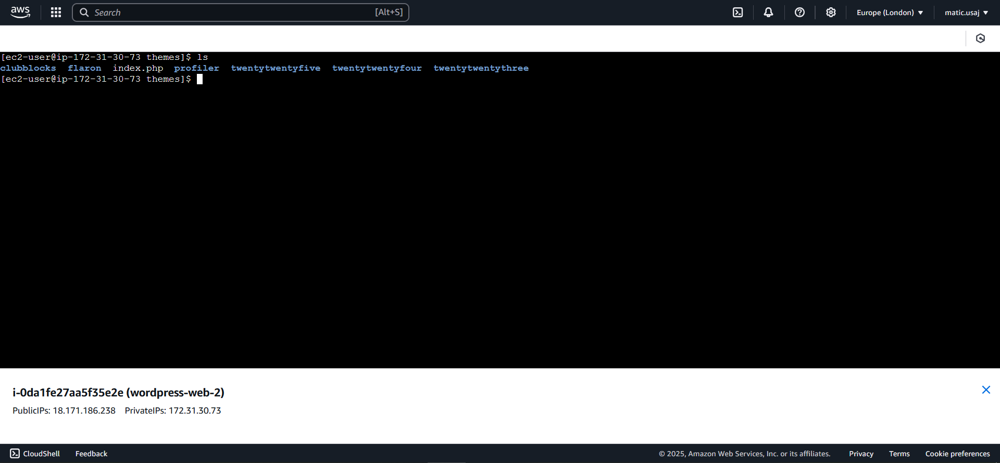 aws
Search [Alt+S]
Europe (London)
matic.usaj
[ec2-user@ip-172-31-30-73 themes]$ ls
clubblocks flaron index.php profiler twentytwentyfive twentytwentyfour twentytwentythree
[ec2-user@ip-172-31-30-73 themes]$
i-0da1fe27aa5f35e2e (wordpress-web-2)
PublicIPs: 18.171.186.238 PrivateIPs: 172.31.30.73
CloudShell Feedback © 2025, Amazon Web Services, Inc. or its affiliates. Privacy Terms Cookie preferences